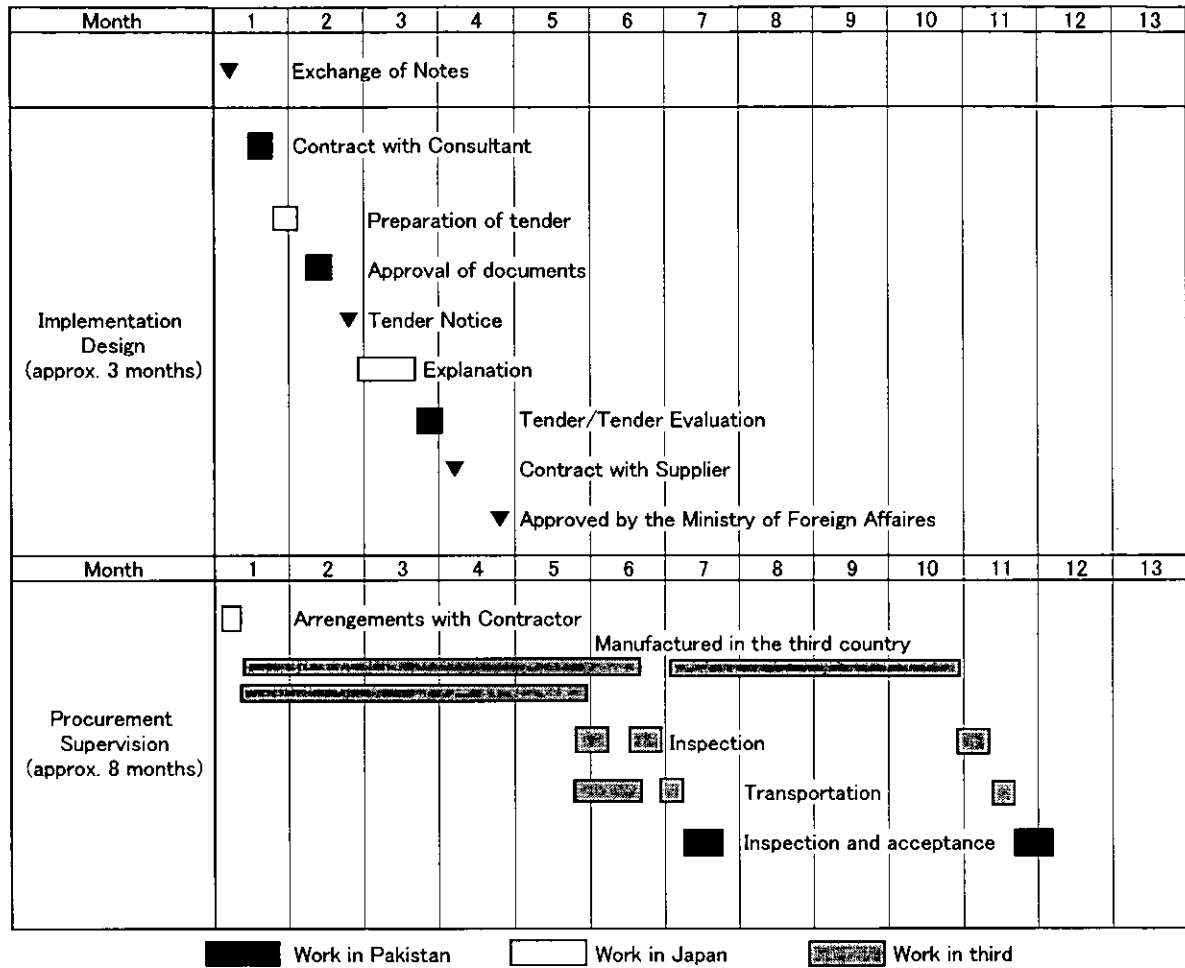 Month 1 2 3 4 5 6 7 8 9 10 11 12 13
Exchange of Notes
Contract with Consultant
Preparation of tender
Approval of documents
Implementation
Design
(approx. 3 months)
Tender Notice
Explanation
Tender/Tender Evaluation
Contract with Supplier
Approved by the Ministry of Foreign Affaires
Month 1 2 3 4 5 6 7 8 9 10 11 12 13
Arrengements with Contractor
Manufactured in the third country
Procurement
Supervision
(approx. 8 months)
Inspection
Transportation
Inspection and acceptance
Work in Pakistan Work in Japan Work in third